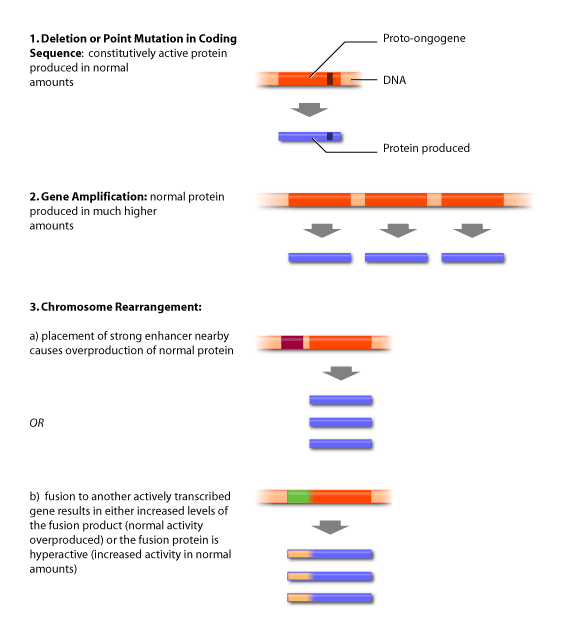 1. Deletion or Point Mutation in Coding
Sequence: constitutively active protein
produced in normal
amounts
Proto-ongogene
DNA
Protein produced
2. Gene Amplification: normal protein
produced in much higher
amounts
3. Chromosome Rearrangement:
a) placement of strong enhancer nearby
causes overproduction of normal protein
OR
b) fusion to another actively transcribed
gene results in either increased levels of
the fusion product (normal activity
overproduced) or the fusion protein is
hyperactive (increased activity in normal
amounts)